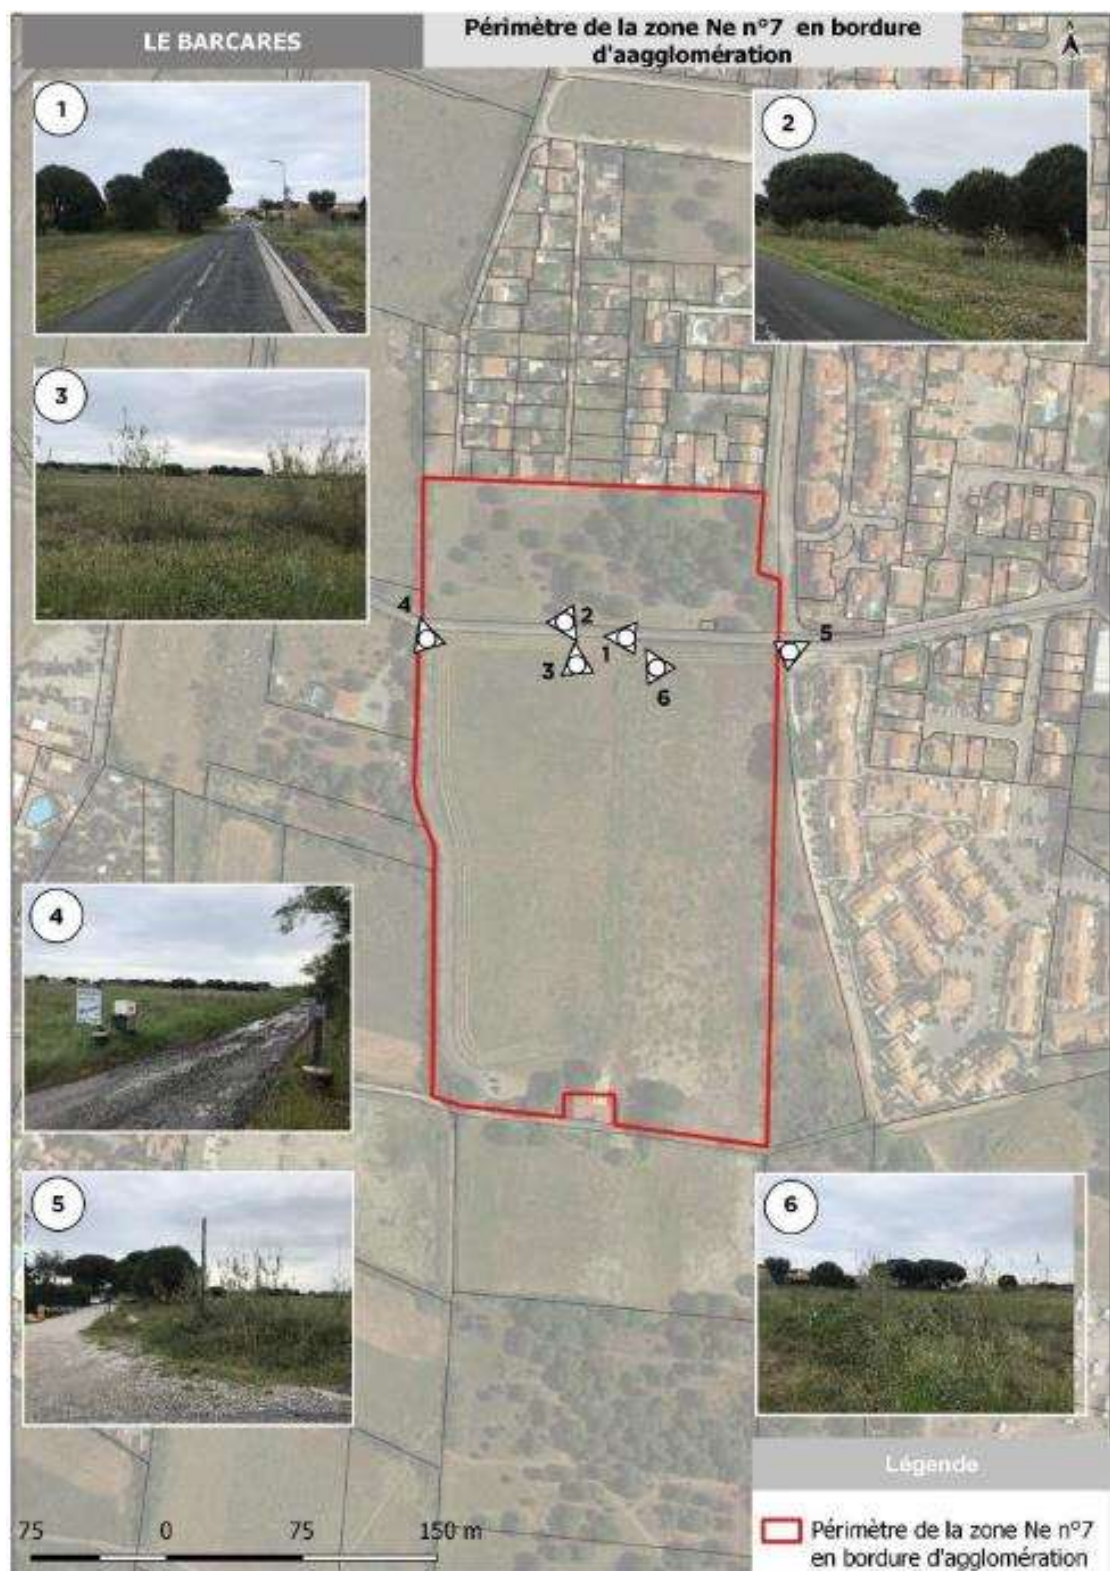 LE BARCARES
Périmètre de la zone Ne n°7 en bordure
d'aagglomération
1
2
3
4
5
6
4
2
1
3
5
6
Légende
Périmètre de la zone Ne n°7
en bordure d'agglomération
75 0 75 150 m